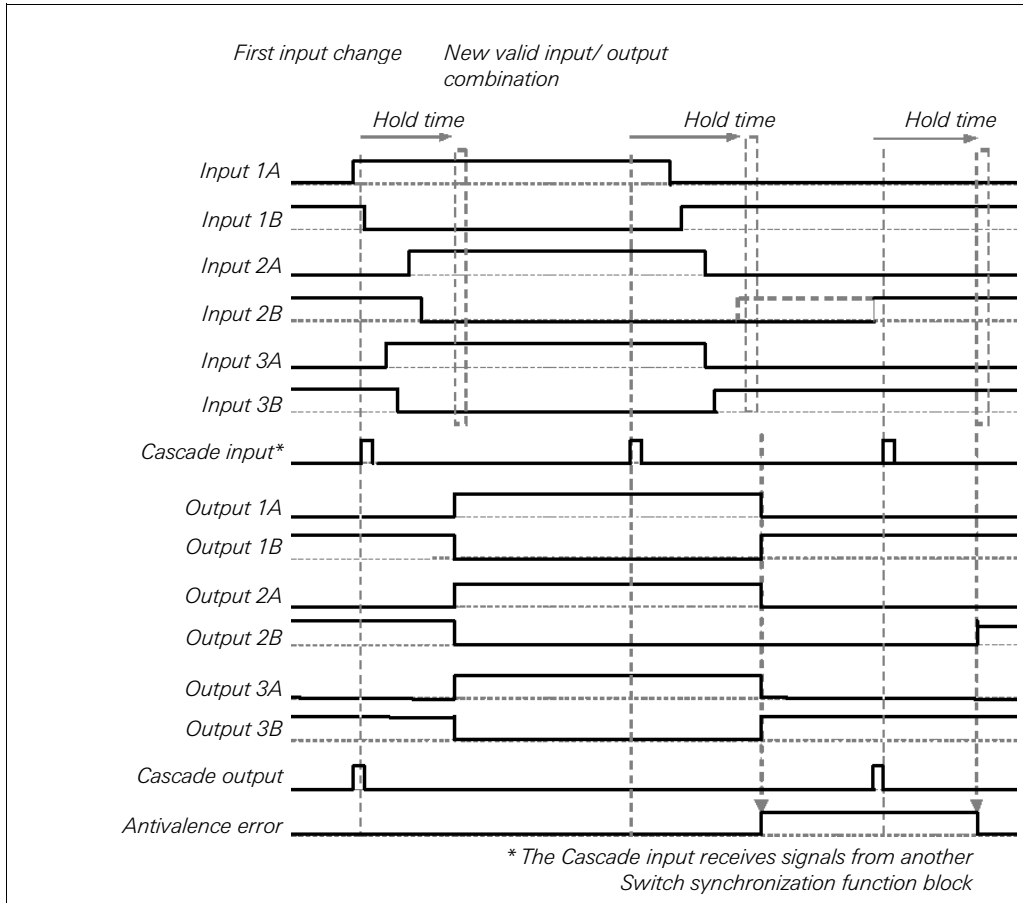 First input change
New valid input/ output
combination
Hold time
Hold time
Hold time
Input 1A
Input 1B
Input 2A
Input 2B
Input 3A
Input 3B
Cascade input*
Output 1A
Output 1B
Output 2A
Output 2B
Output 3A
Output 3B
Cascade output
Antivalence error
* The Cascade input receives signals from another
Switch synchronization function block